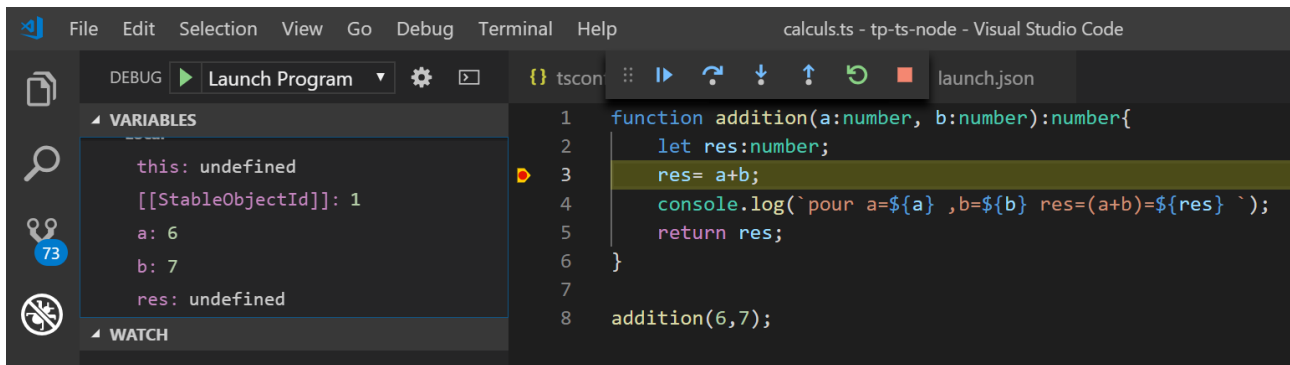 File Edit Selection View Go Debug Terminal Help calculs.ts - tp-ts-node - Visual Studio Code
DEBUG Launch Program {} tscon launch.json
VARIABLES
this: undefined
[[StableObjectId]]: 1
a: 6
b: 7
res: undefined
WATCH
73
1 function addition(a:number, b:number):number{
2 let res:number;
3 res= a+b;
4 console.log(`pour a=${a} ,b=${b} res=(a+b)=${res} `);
5 return res;
6 }
7
8 addition(6,7);